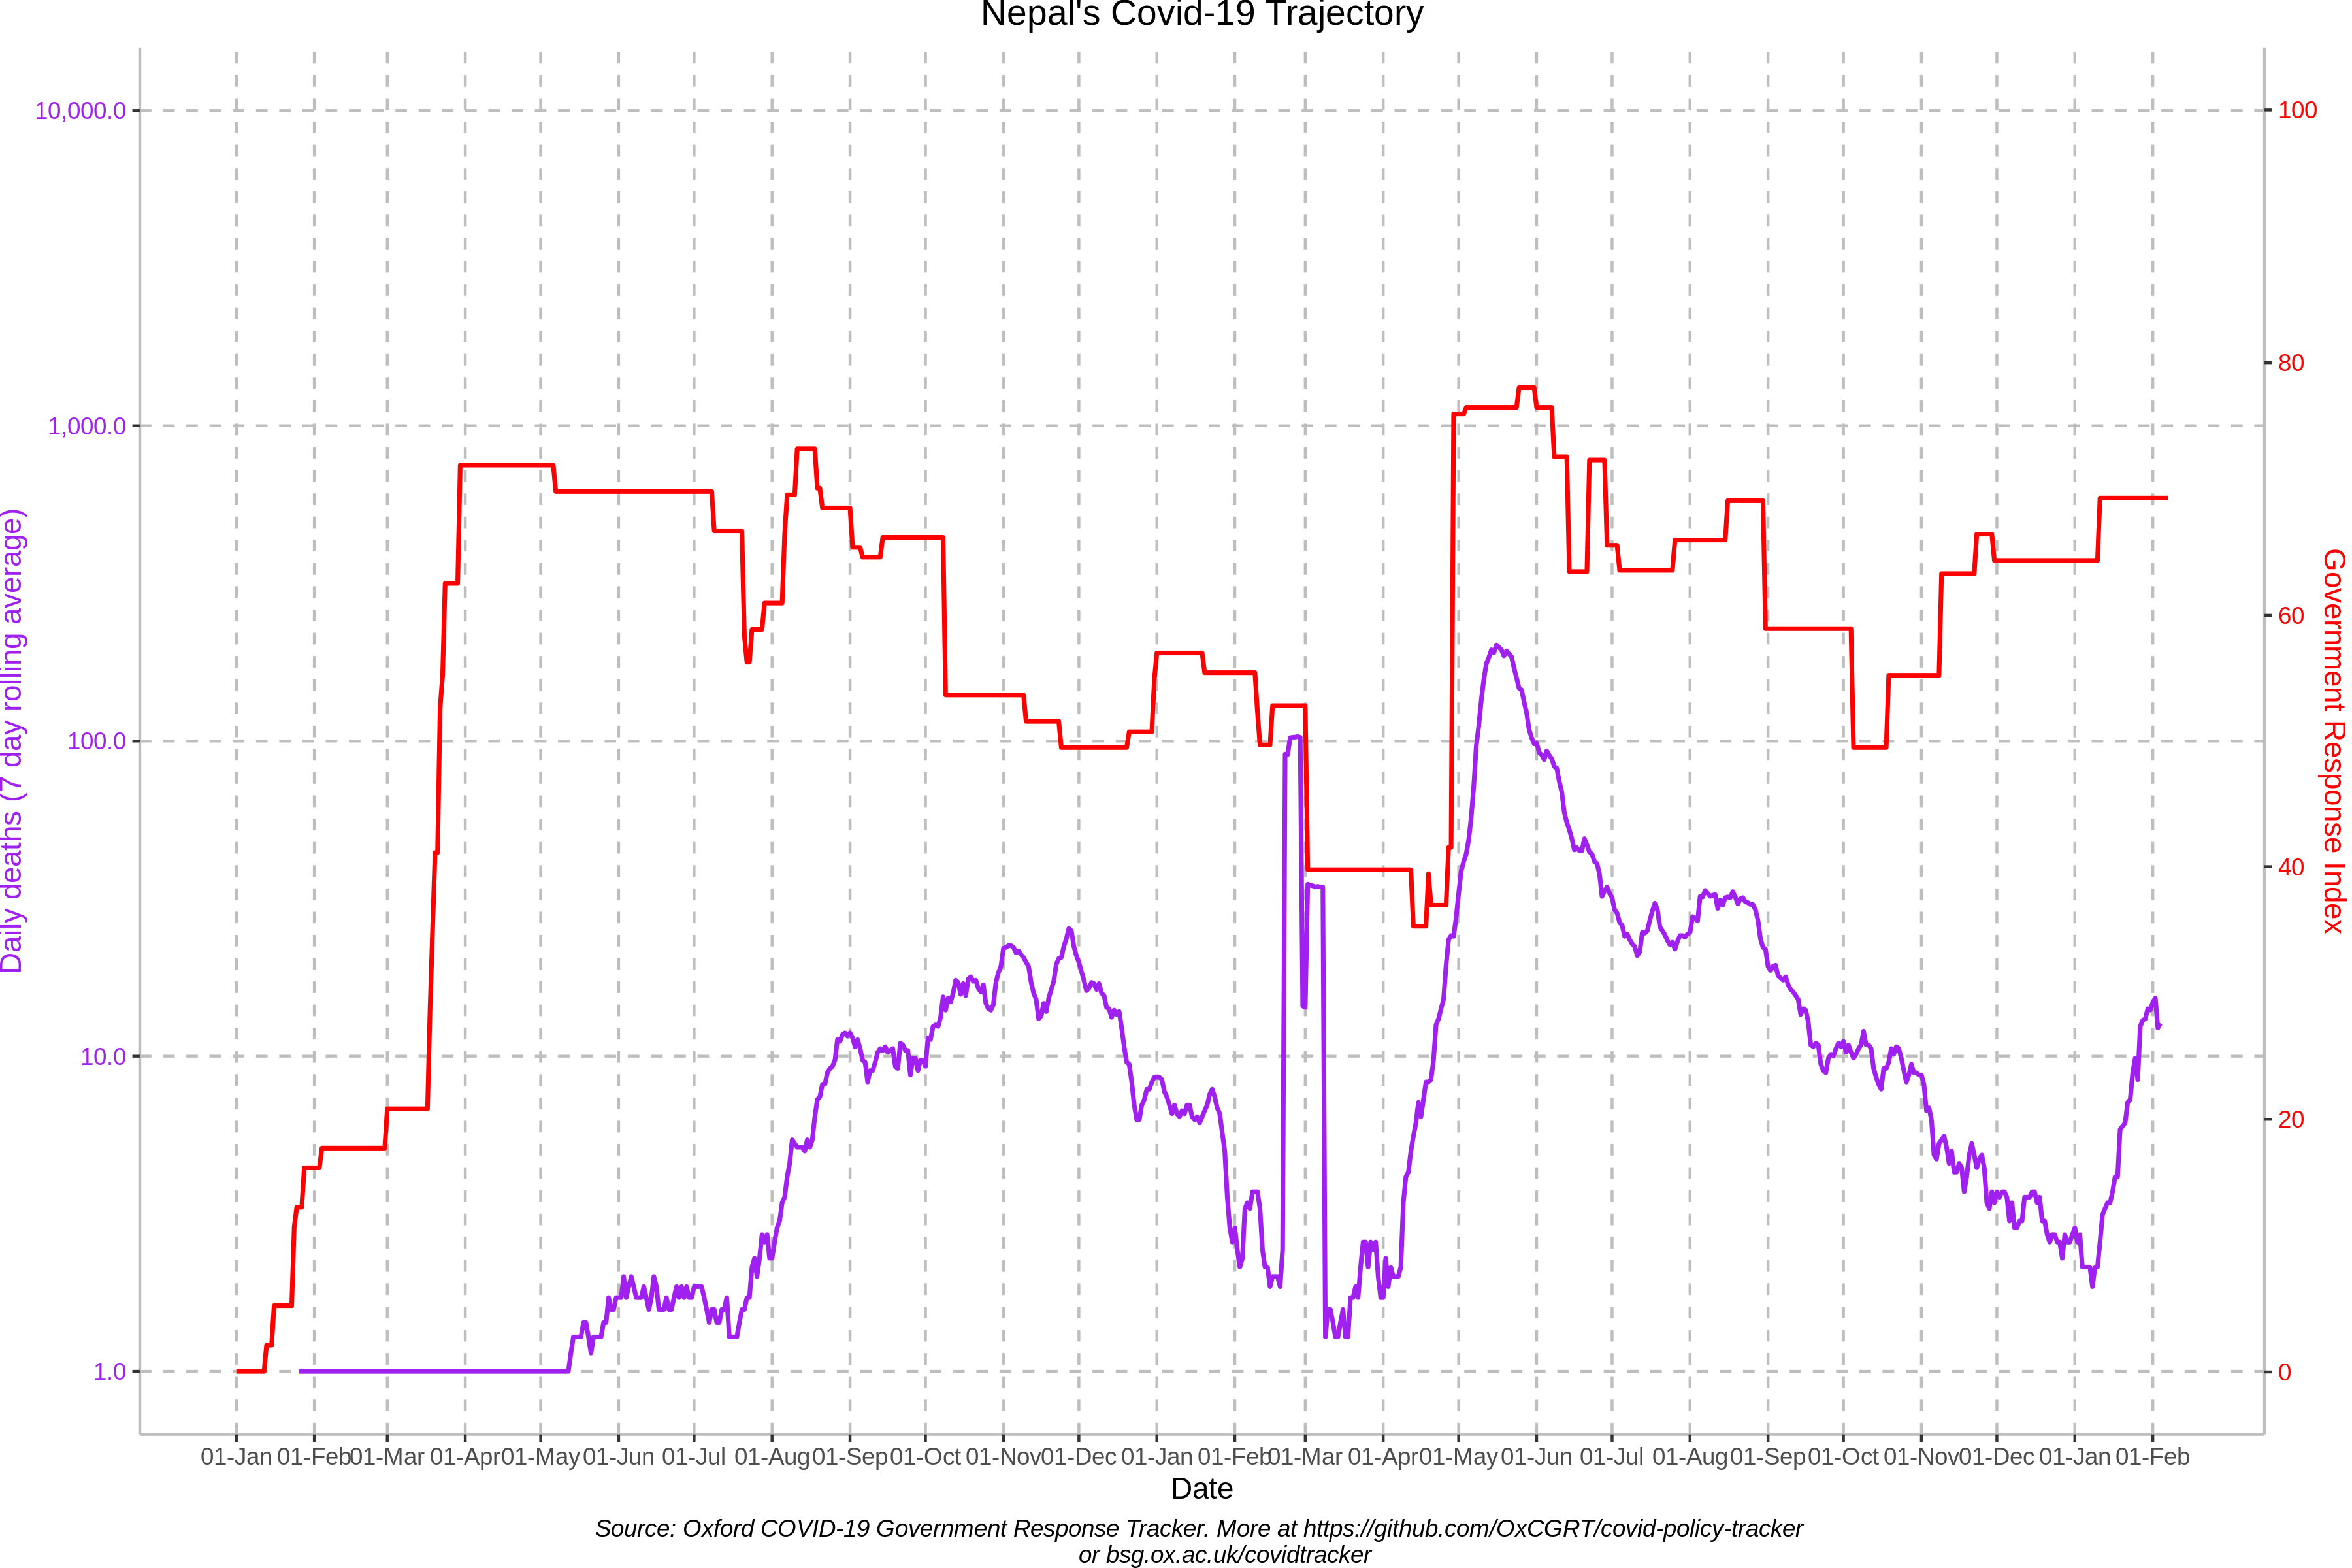 Nepal's Covid-19 Trajectory
10,000.0
1,000.0
100.0
10.0
1.0
Daily deaths (7 day rolling average)
100
80
60
40
20
0
Government Response Index
01-Jan 01-Feb 01-Mar 01-Apr 01-May 01-Jun 01-Jul 01-Aug 01-Sep 01-Oct 01-Nov 01-Dec 01-Jan 01-Feb 01-Mar 01-Apr 01-May 01-Jun 01-Jul 01-Aug 01-Sep 01-Oct 01-Nov 01-Dec 01-Jan 01-Feb
Date
Source: Oxford COVID-19 Government Response Tracker. More at https://github.com/OxCGRT/covid-policy-tracker
or bsg.ox.ac.uk/covidtracker